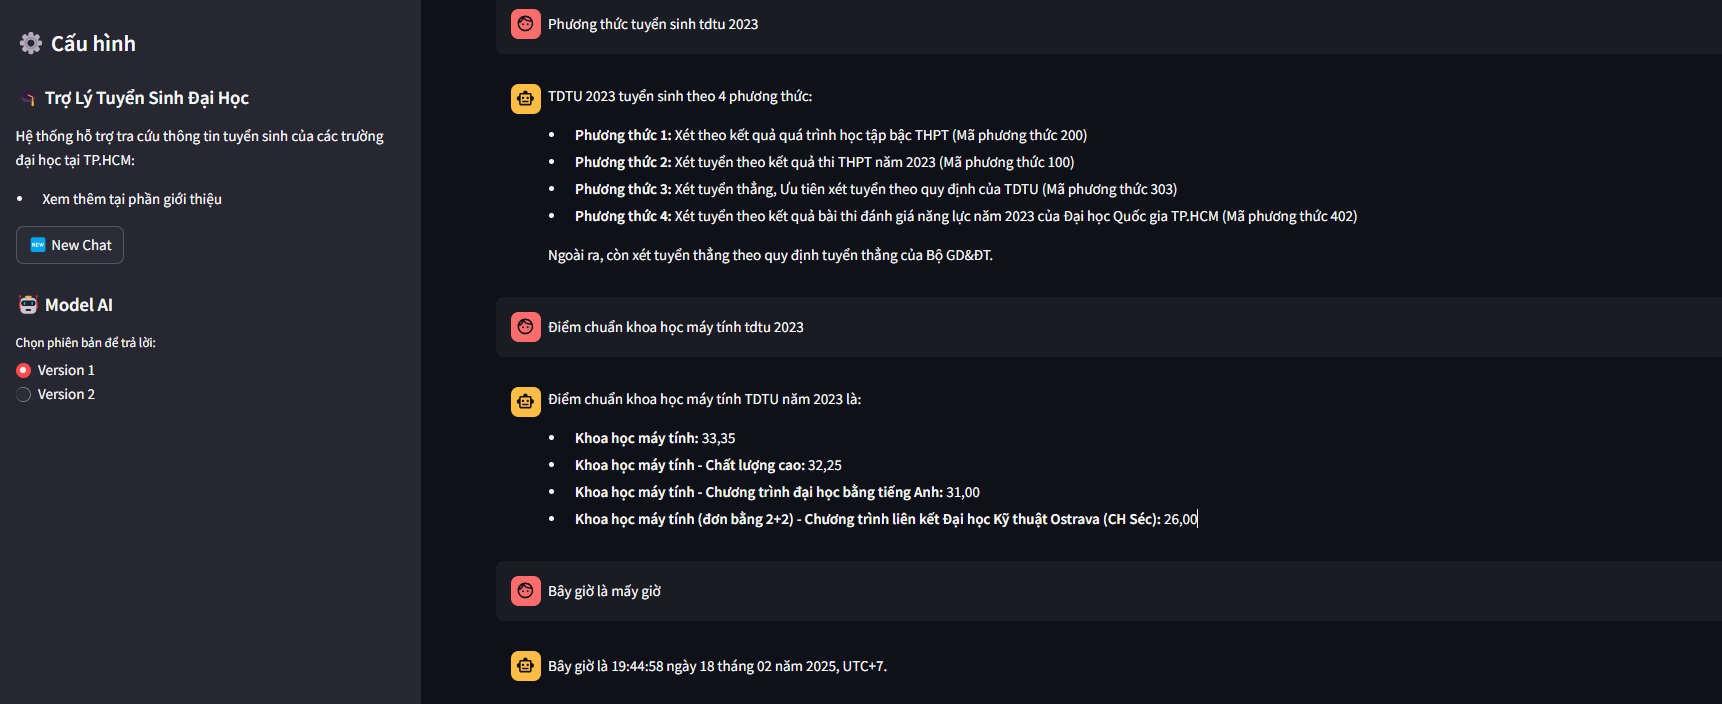 Cấu hình
Trợ Lý Tuyển Sinh Đại Học
Hệ thống hỗ trợ tra cứu thông tin tuyển sinh của các trường
đại học tại TP.HCM:
• Xem thêm tại phần giới thiệu
NEW New Chat
Model AI
Chọn phiên bản để trả lời:
Version 1
Version 2
Phương thức tuyển sinh tdtu 2023
TDTU 2023 tuyển sinh theo 4 phương thức:
• Phương thức 1: Xét theo kết quả quá trình học tập bậc THPT (Mã phương thức 200)
• Phương thức 2: Xét tuyển theo kết quả thi THPT năm 2023 (Mã phương thức 100)
• Phương thức 3: Xét tuyển thẳng, Ưu tiên xét tuyển theo quy định của TDTU (Mã phương thức 303)
• Phương thức 4: Xét tuyển theo kết quả bài thi đánh giá năng lực năm 2023 của Đại học Quốc gia TP.HCM (Mã phương thức 402)
Ngoài ra, còn xét tuyển thẳng theo quy định tuyển thẳng của Bộ GD&ĐT.
Điểm chuẩn khoa học máy tính tdtu 2023
Điểm chuẩn khoa học máy tính TDTU năm 2023 là:
• Khoa học máy tính: 33,35
• Khoa học máy tính - Chất lượng cao: 32,25
• Khoa học máy tính - Chương trình đại học bằng tiếng Anh: 31,00
• Khoa học máy tính (đơn bằng 2+2) - Chương trình liên kết Đại học Kỹ thuật Ostrava (CH Séc): 26,00
Bây giờ là mấy giờ
Bây giờ là 19:44:58 ngày 18 tháng 02 năm 2025, UTC+7.